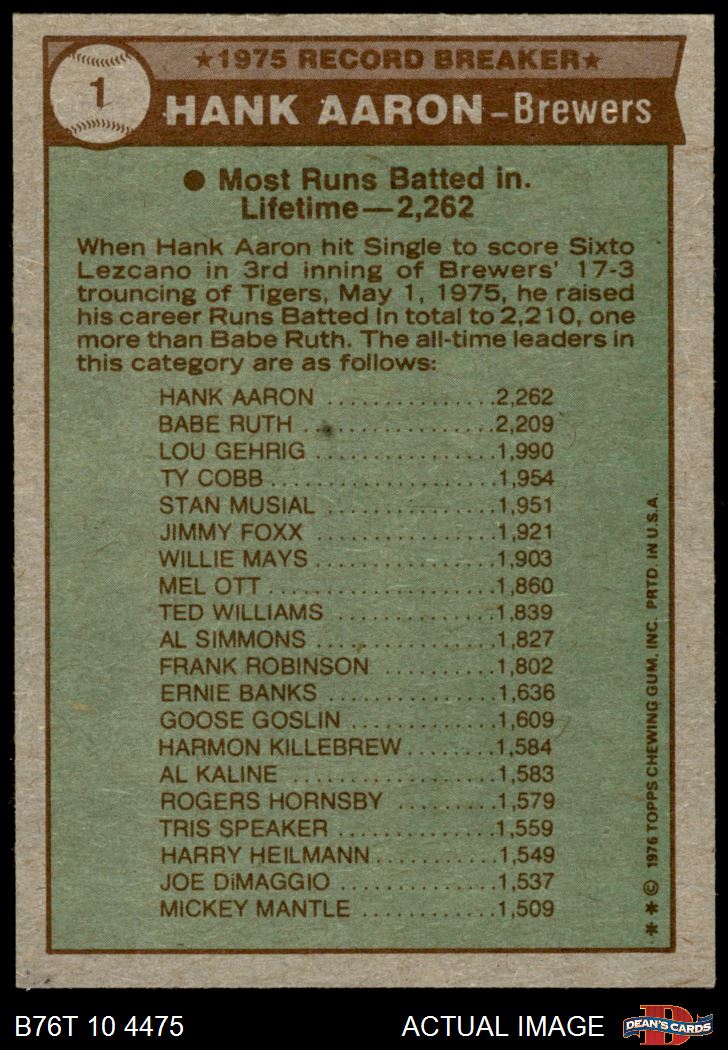 1
★1975 RECORD BREAKER★
HANK AARON–Brewers
● Most Runs Batted in.
Lifetime—2,262
When Hank Aaron hit Single to score Sixto
Lezcano in 3rd inning of Brewers' 17-3
trouncing of Tigers, May 1, 1975, he raised
his career Runs Batted In total to 2,210, one
more than Babe Ruth. The all-time leaders in
this category are as follows:
HANK AARON ................2,262
BABE RUTH ..................2,209
LOU GEHRIG .................1,990
TY COBB .....................1,954
STAN MUSIAL ................1,951
JIMMY FOXX .................1,921
WILLIE MAYS ................1,903
MEL OTT .....................1,860
TED WILLIAMS ...............1,839
AL SIMMONS .................1,827
FRANK ROBINSON ............1,802
ERNIE BANKS ................1,636
GOOSE GOSLIN ..............1,609
HARMON KILLEBREW ........1,584
AL KALINE ...................1,583
ROGERS HORNSBY ..........1,579
TRIS SPEAKER ..............1,559
HARRY HEILMANN ...........1,549
JOE DiMAGGIO ..............1,537
MICKEY MANTLE ............1,509
* * © 1976 TOPPS CHEWING GUM, INC. PRTD. IN U.S.A.
B76T 10 4475
ACTUAL IMAGE
D
DEAN'S CARDS